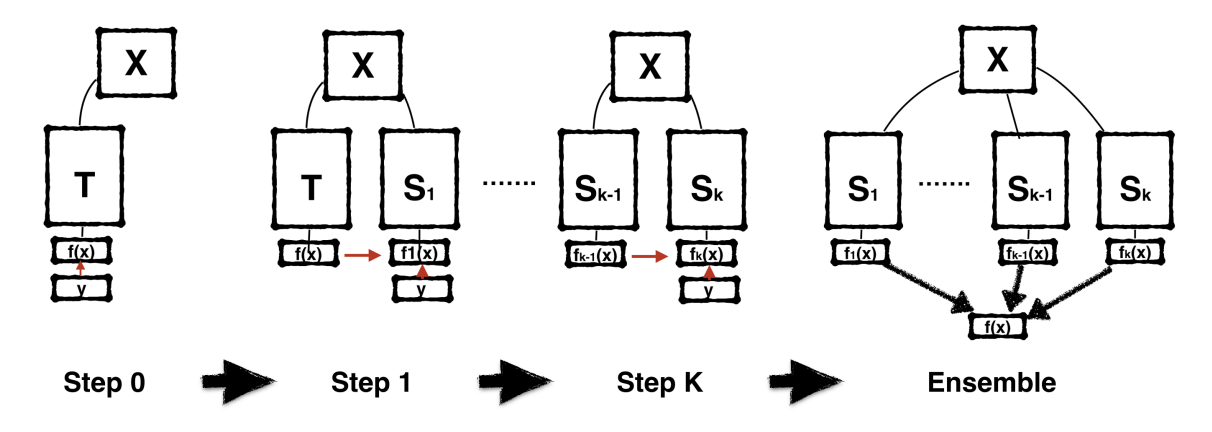 X
T
f(x)
y
Step 0
X
T
S1
f(x)
f1(x)
y
Step 1
.......
X
Sk-1
Sk
fk-1(x)
fk(x)
y
Step K
X
S1
.......
Sk-1
Sk
f1(x)
fk-1(x)
fk(x)
f(x)
Ensemble